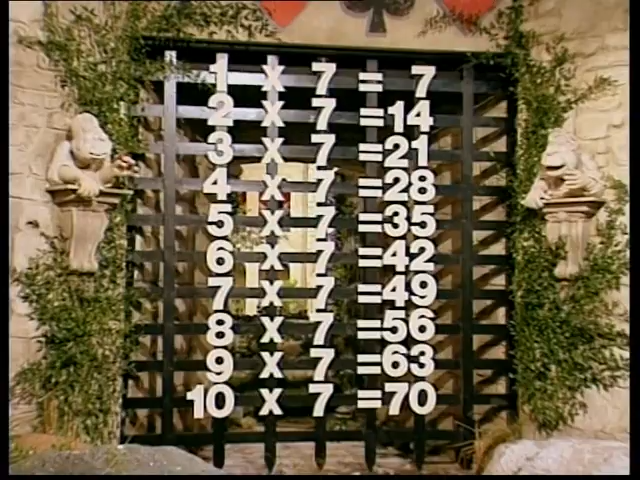 1 x 7 = 7
2 x 7 = 14
3 x 7 = 21
4 x 7 = 28
5 x 7 = 35
6 x 7 = 42
7 x 7 = 49
8 x 7 = 56
9 x 7 = 63
10 x 7 = 70